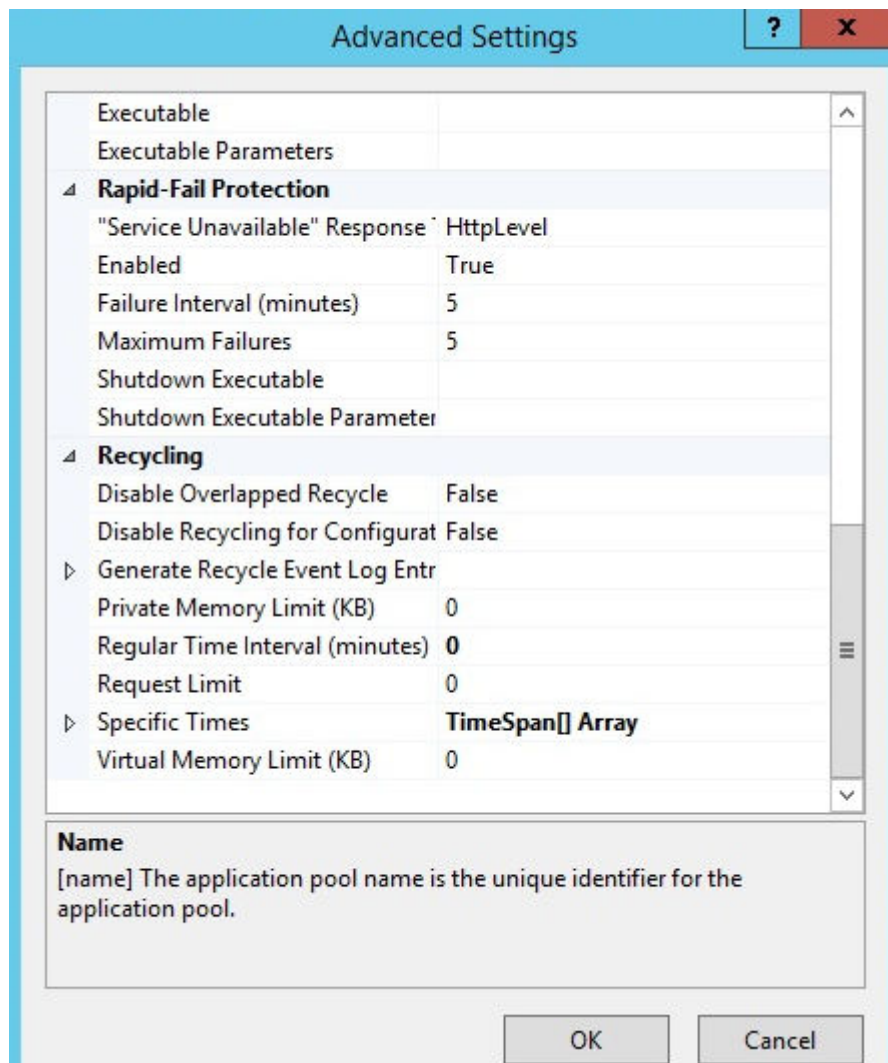 Advanced Settings
?
x
Executable
Executable Parameters
Rapid-Fail Protection
"Service Unavailable" Response HttpLevel
Enabled True
Failure Interval (minutes) 5
Maximum Failures 5
Shutdown Executable
Shutdown Executable Parameter
Recycling
Disable Overlapped Recycle False
Disable Recycling for Configurat False
Generate Recycle Event Log Entr
Private Memory Limit (KB) 0
Regular Time Interval (minutes) 0
Request Limit 0
Specific Times TimeSpan[] Array
Virtual Memory Limit (KB) 0
Name
[name] The application pool name is the unique identifier for the
application pool.
OK Cancel